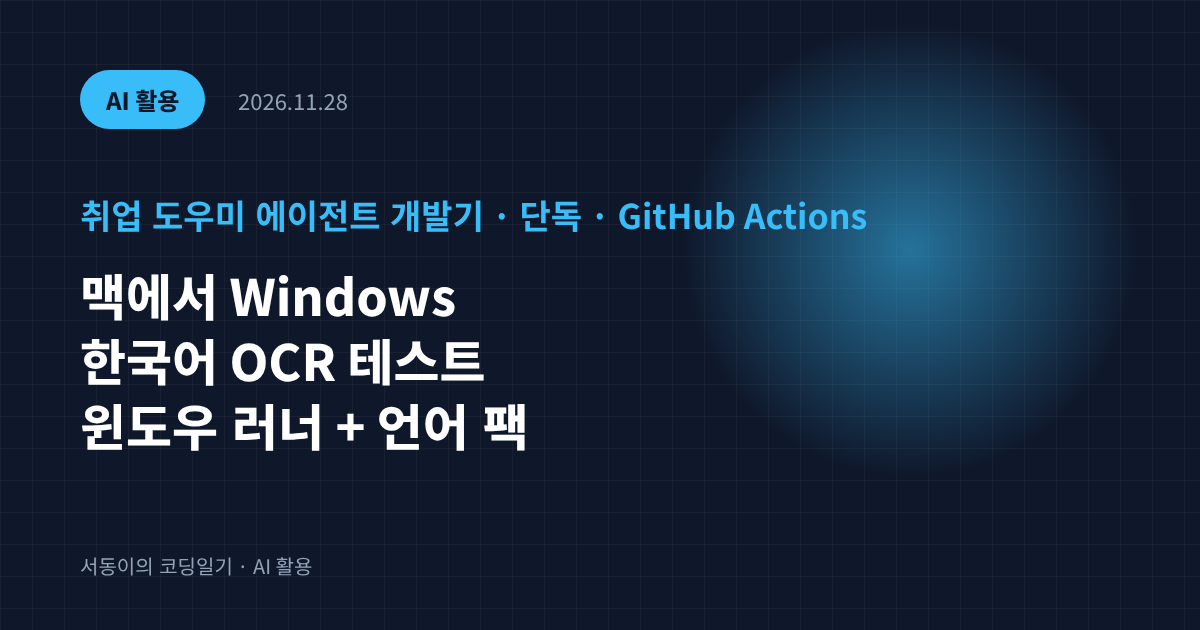 AI 활용
2026.11.28
취업 도우미 에이전트 개발기 · 단독 · GitHub Actions
맥에서 Windows
한국어 OCR 테스트
윈도우 러너 + 언어 팩
서동이의 코딩일기 · AI 활용